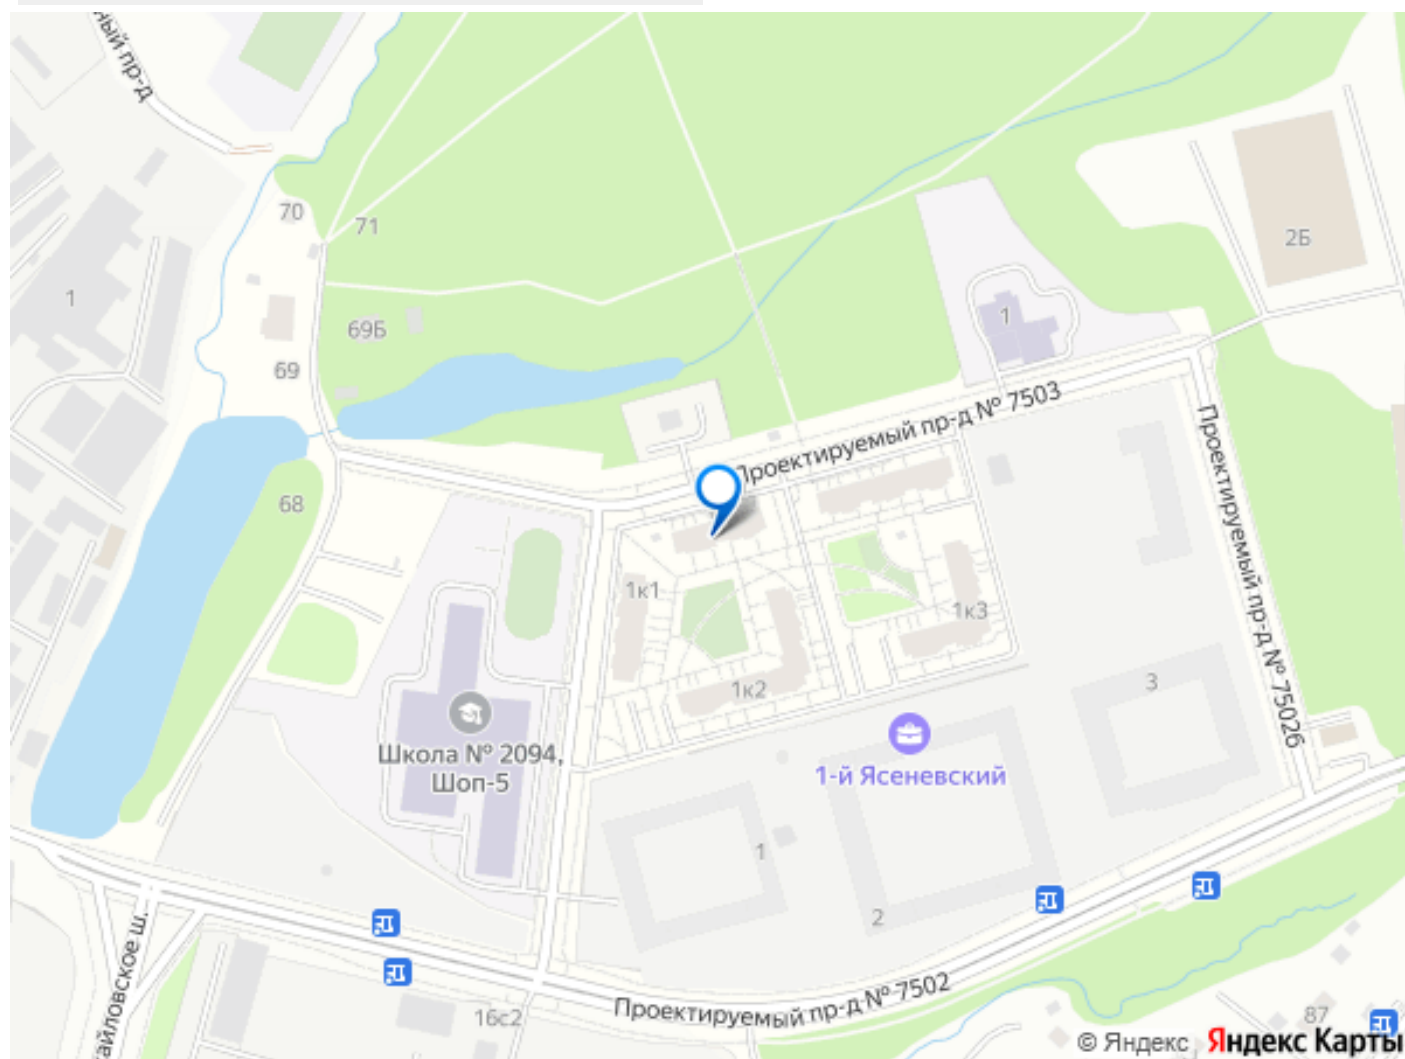 ный пр-д
70
71
2Б
1
1
69Б
69
Проектируемый пр-д № 7503
Проектируемый пр-д № 7502б
68
1к1
1к3
1к2
3
Школа № 2094,
Шоп-5
1-й Ясеневский
1
2
айловское ш.
16с2
Проектируемый пр-д № 7502
87
© Яндекс Яндекс Карты